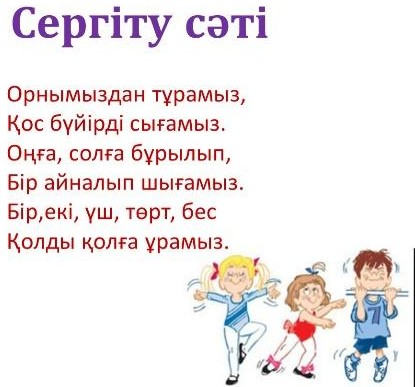 Сергіту сәті
Орнымыздан тұрамыз,
Қос бүйірді сығамыз.
Оңға, солға бұрылып,
Бір айналып шығамыз.
Бір,екі, үш, төрт, бес
Қолды қолға ұрамыз.
1